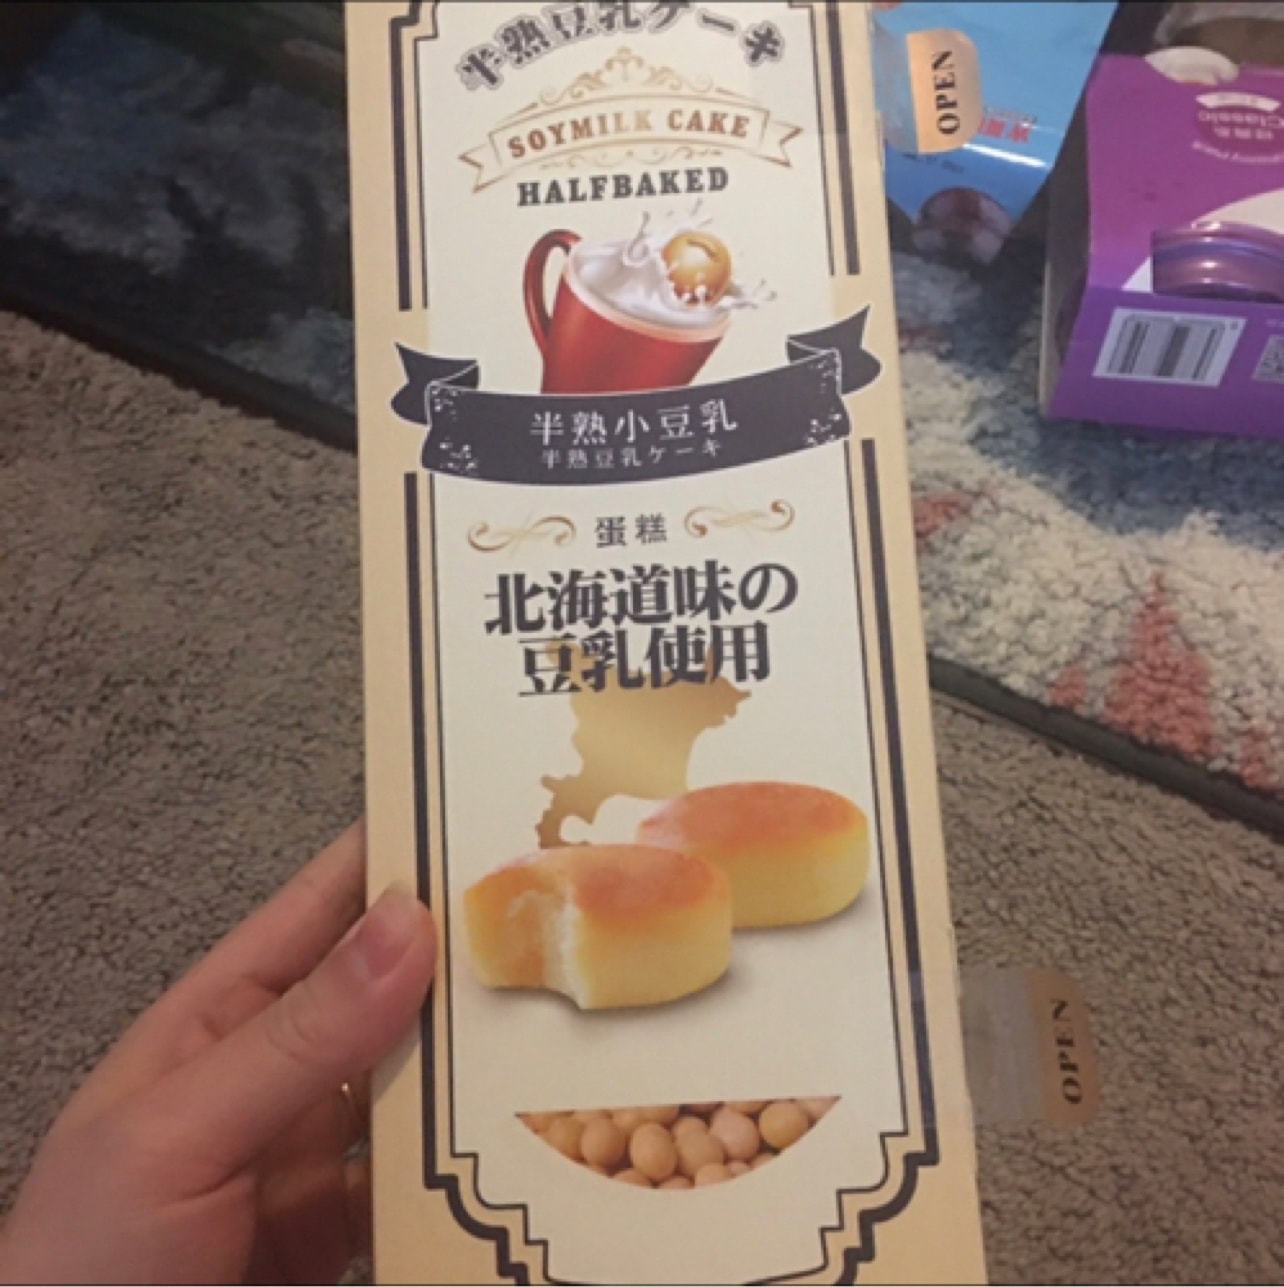 半熟豆乳ケーキ
SOYMILK CAKE
HALFBAKED
半熟小豆乳
半熟豆乳ケーキ
蛋糕
北海道味の
豆乳使用
OPEN
OPEN
Classic